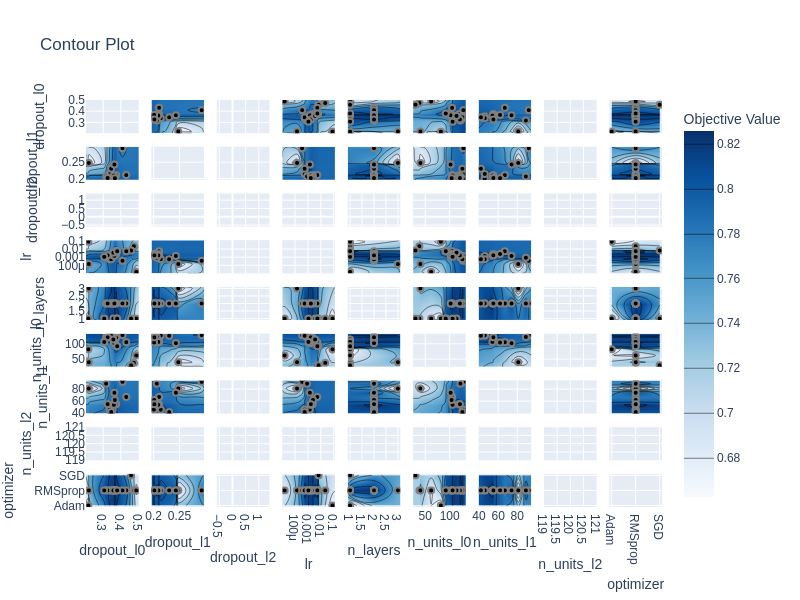 Contour Plot
Objective Value
dropout_l0
0.5
0.4
0.3
dropout_l1
0.25
0.2
dropout_l2
1
0.5
0
−0.5
lr
0.1
0.01
0.001
100μ
n_layers
3
2.5
2
1.5
1
n_units_l0
100
50
n_units_l1
80
60
40
n_units_l2
121
120.5
120
119.5
119
optimizer
SGD
RMSprop
Adam
0.3 0.4 0.5
0.2 0.25
−0.5 0 0.5 1
100μ 0.001 0.01 0.1
1 1.5 2 2.5 3
50 100
40 60 80
119 119.5 120 120.5 121
Adam RMSprop SGD
dropout_l0
dropout_l1
dropout_l2
lr
n_layers
n_units_l0
n_units_l1
n_units_l2
optimizer
0.82
0.8
0.78
0.76
0.74
0.72
0.7
0.68